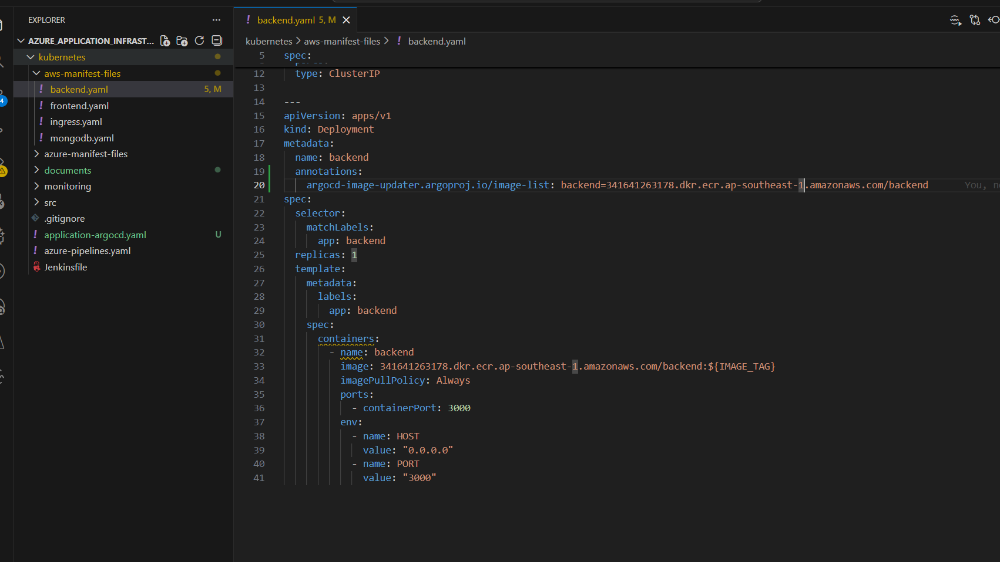 EXPLORER
AZURE_APPLICATION_INFRAST...
kubernetes
aws-manifest-files
! backend.yaml 5, M
! frontend.yaml
! ingress.yaml
! mongodb.yaml
azure-manifest-files
documents
monitoring
src
.gitignore
! application-argocd.yaml U
! azure-pipelines.yaml
Jenkinsfile
4
! backend.yaml 5, M
kubernetes > aws-manifest-files > ! backend.yaml
5 spec:
12 type: ClusterIP
13
14 ---
15 apiVersion: apps/v1
16 kind: Deployment
17 metadata:
18 name: backend
19 annotations:
20 argocd-image-updater.argoproj.io/image-list: backend=341641263178.dkr.ecr.ap-southeast-1.amazonaws.com/backend You,
21 spec:
22 selector:
23 matchLabels:
24 app: backend
25 replicas: 1
26 template:
27 metadata:
28 labels:
29 app: backend
30 spec:
31 containers:
32 - name: backend
33 image: 341641263178.dkr.ecr.ap-southeast-1.amazonaws.com/backend:${IMAGE_TAG}
34 imagePullPolicy: Always
35 ports:
36 - containerPort: 3000
37 env:
38 - name: HOST
39 value: "0.0.0.0"
40 - name: PORT
41 value: "3000"